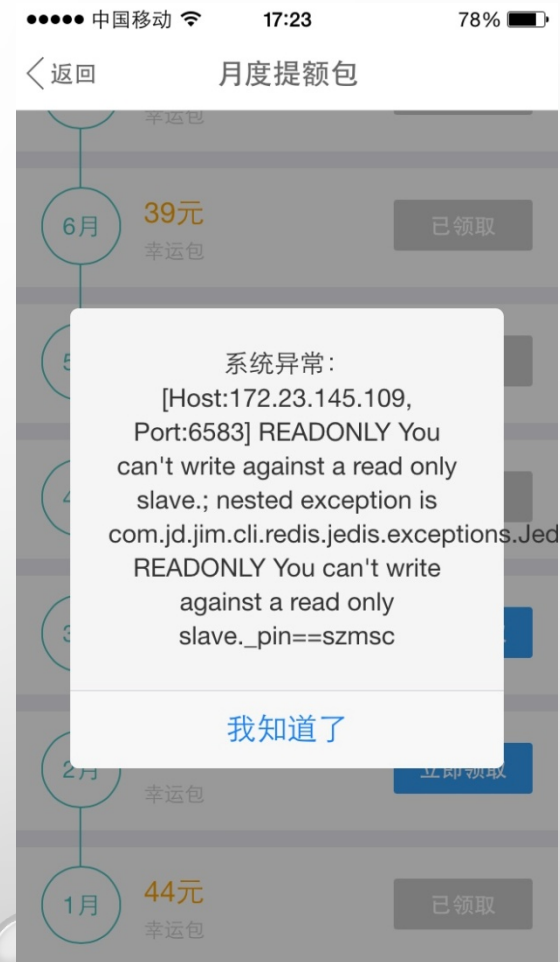 中国移动 17:23 78%
返回 月度提额包
幸运包
39元
6月 已领取
幸运包
系统异常：
[Host:172.23.145.109,
Port:6583] READONLY You
can't write against a read only
slave.; nested exception is
com.jd.jim.cli.redis.jedis.exceptions.Jed
READONLY You can't write
against a read only
slave._pin==szmsc
我知道了
2月 立即领取
幸运包
44元
1月 已领取
幸运包